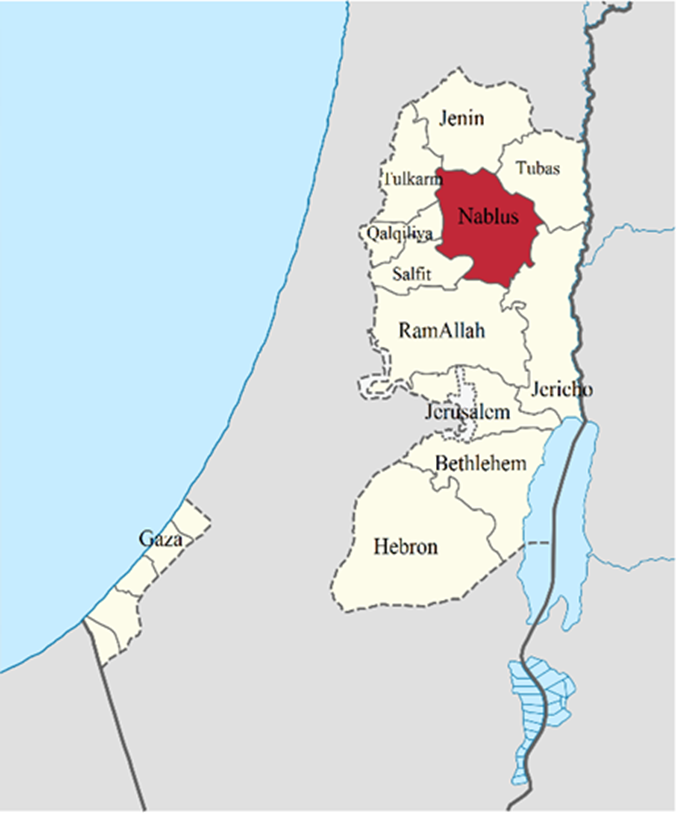 Jenin
Tubas
Tulkarm
Nablus
Qalqiliya
Salfit
RamAllah
Jericho
Jerusalem
Bethlehem
Gaza
Hebron